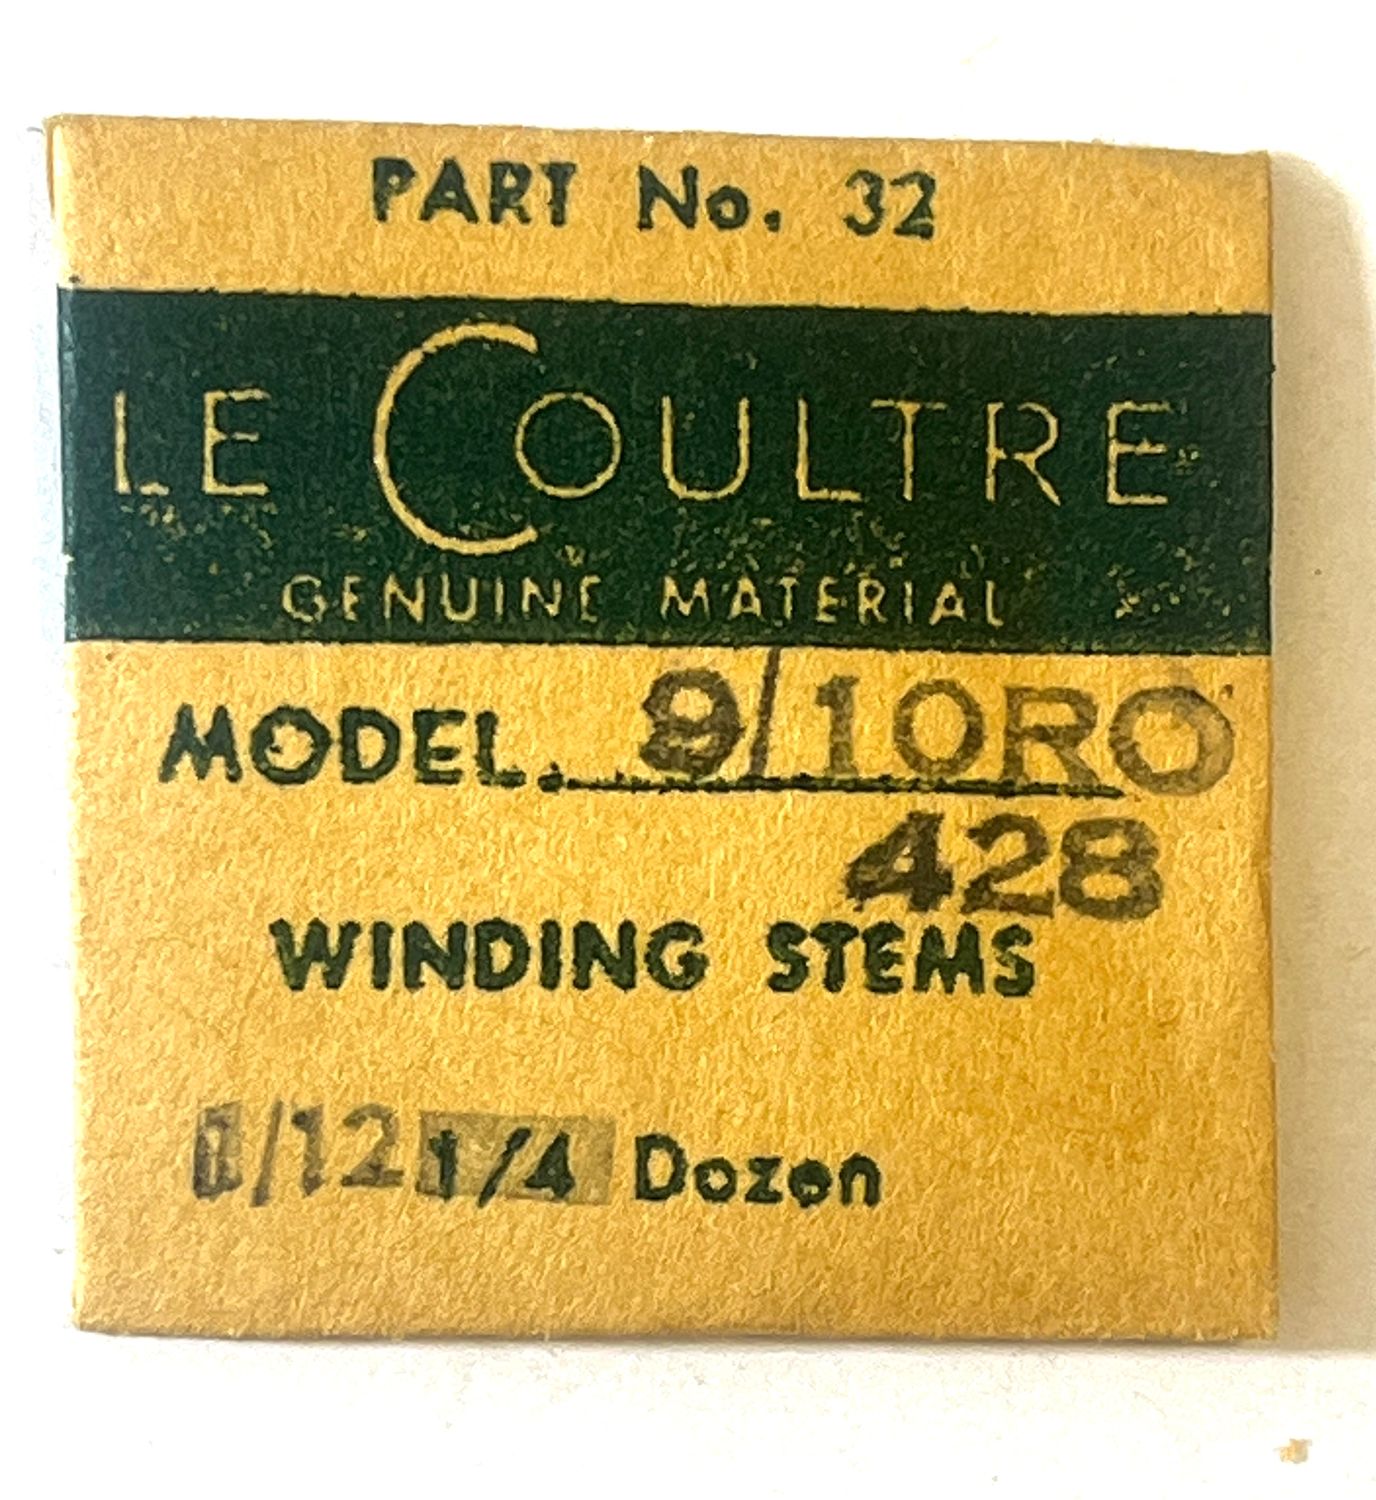 PART No. 32
LE COULTRE
GENUINE MATERIAL
MODEL. 9/10RO
428
WINDING STEMS
1/12 1/4 Dozen